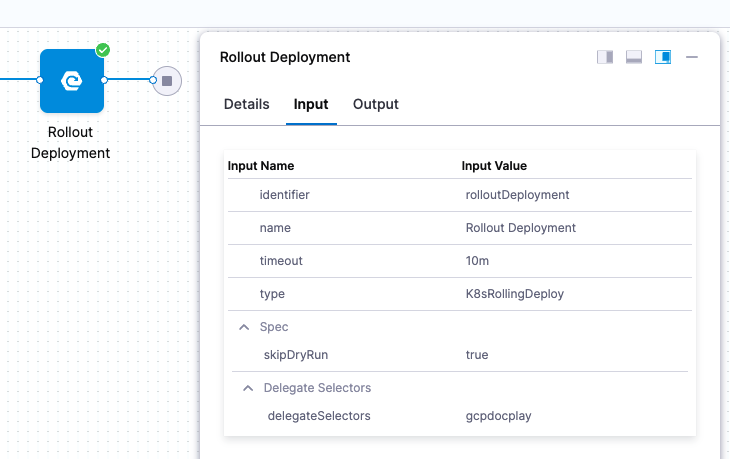 Rollout Deployment
Details Input Output
Input Name Input Value
identifier rolloutDeployment
name Rollout Deployment
timeout 10m
type K8sRollingDeploy
Spec
skipDryRun true
Delegate Selectors
delegateSelectors gcpdocplay
Rollout
Deployment